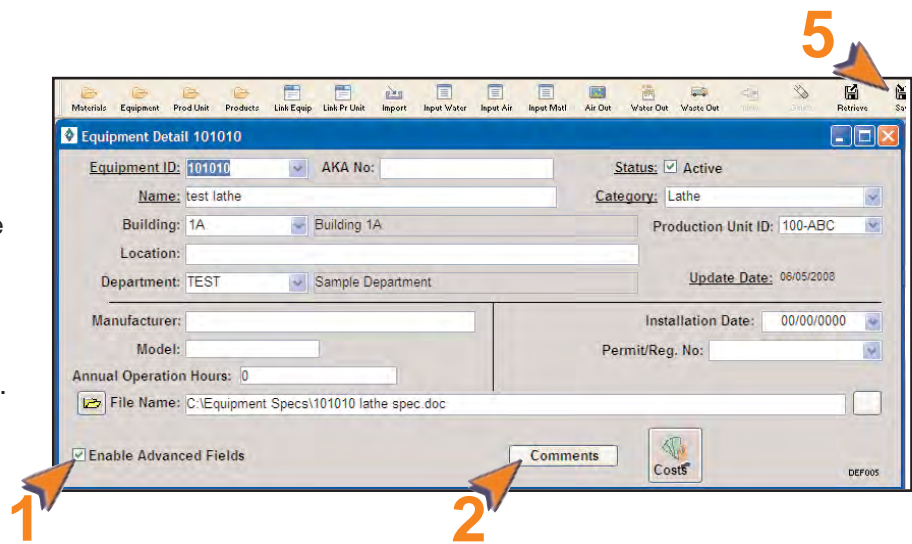 5
Materials Equipment Prod Unit Products Link Equip Link Pr Unit Import Input Water Input Air Input Matl Air Out Water Out Waste Out Retrieve Sav
Equipment Detail 101010
Equipment ID: 101010 AKA No: Status: Active
Name: test lathe Category: Lathe
e
Building: 1A Building 1A Production Unit ID: 100-ABC
Location:
Department: TEST Sample Department Update Date: 06/05/2008
Manufacturer: Installation Date: 00/00/0000
Model: Permit/Reg. No:
Annual Operation Hours: 0
.
File Name: C:\Equipment Specs\101010 lathe spec.doc
Enable Advanced Fields Comments Costs DEF005
1 2